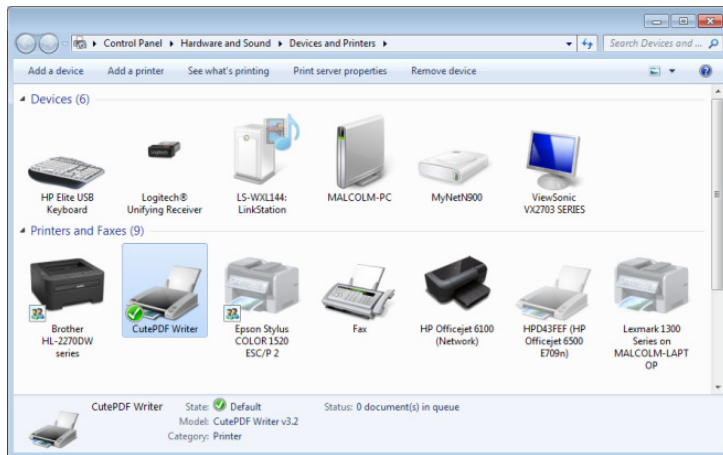 Control Panel ▸ Hardware and Sound ▸ Devices and Printers ▸
Search Devices and ...
Add a device Add a printer See what's printing Print server properties Remove device
Devices (6)
HP Elite USB
Keyboard
Logitech®
Unifying Receiver
LS-WXL144:
LinkStation
MALCOLM-PC
MyNetN900
ViewSonic
VX2703 SERIES
Printers and Faxes (9)
Brother
HL-2270DW
series
CutePDF Writer
Epson Stylus
COLOR 1520
ESC/P 2
Fax
HP Officejet 6100
(Network)
HPD43FEF (HP
Officejet 6500
E709n)
Lexmark 1300
Series on
MALCOLM-LAPT
OP
CutePDF Writer State: Default Status: 0 document(s) in queue
Model: CutePDF Writer v3.2
Category: Printer